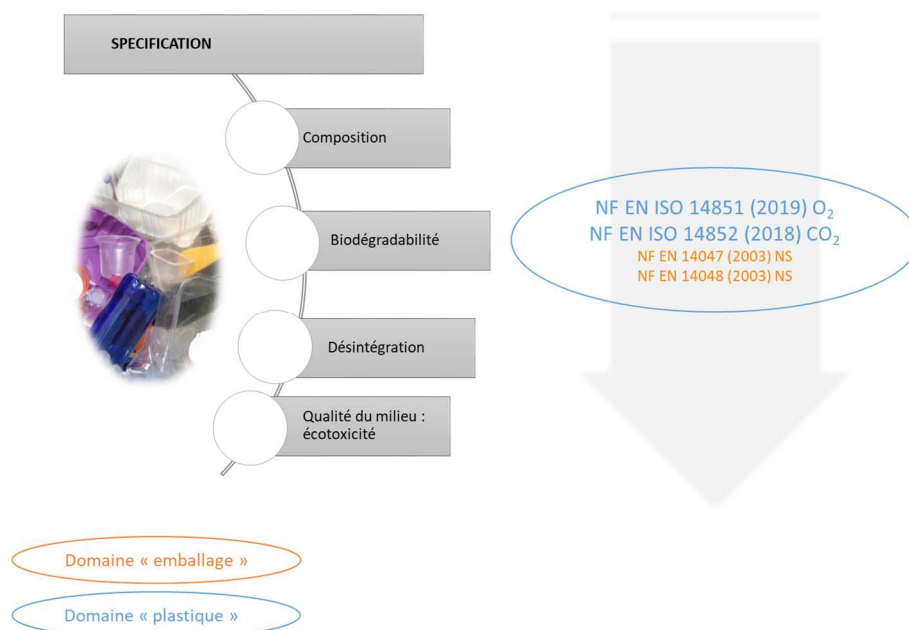 SPECIFICATION
Composition
Biodégradabilité
Désintégration
Qualité du milieu :
écotoxicité
NF EN ISO 14851 (2019) O₂
NF EN ISO 14852 (2018) CO₂
NF EN 14047 (2003) NS
NF EN 14048 (2003) NS
Domaine « emballage »
Domaine « plastique »